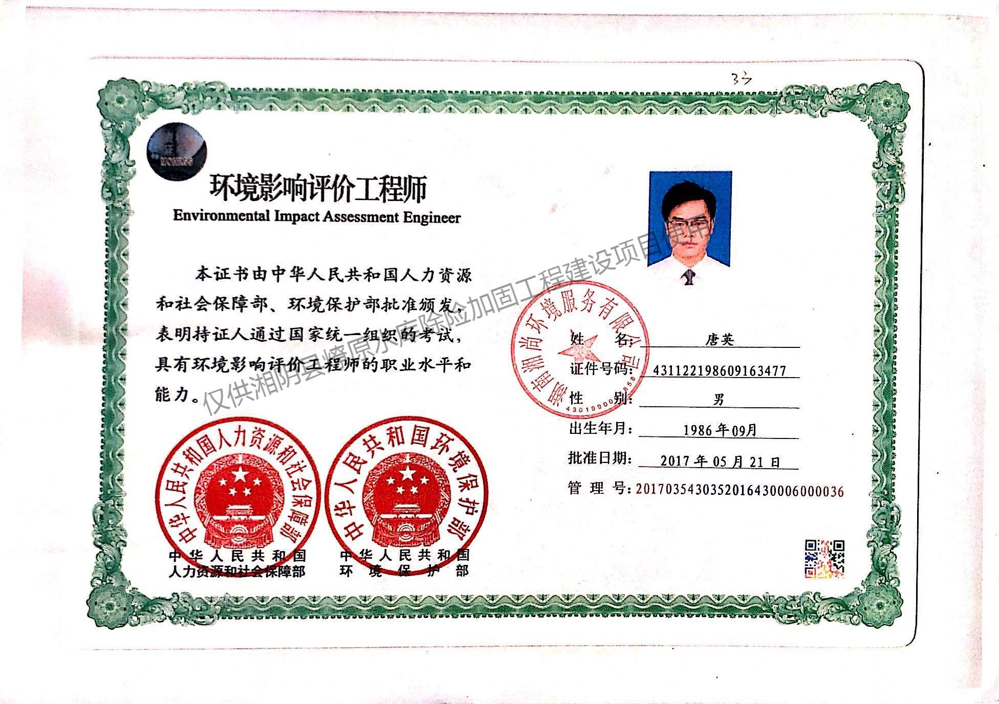 环境影响评价工程师
Environmental Impact Assessment Engineer
本证书由中华人民共和国人力资源
和社会保障部、环境保护部批准颁发，
表明持证人通过国家统一组织的考试，
具有环境影响评价工程师的职业水平和
能力。
中华人民共和国人力资源和社会保障部
中华人民共和国环境保护部
中华人民共和国
人力资源和社会保障部
中华人民共和国
环境保护部
仅供湘阴县燎原水库除险加固工程建设项目使用
湖南湘尚环境服务有限公司
姓名： 唐英
证件号码： 431122198609163477
性别： 男
出生年月： 1986年09月
批准日期： 2017年05月21日
管理号：2017035430352016430006000036